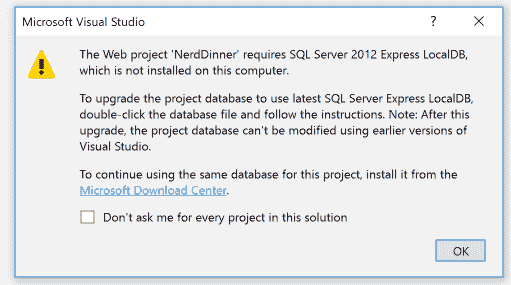 Microsoft Visual Studio
?
The Web project 'NerdDinner' requires SQL Server 2012 Express LocalDB,
which is not installed on this computer.
To upgrade the project database to use latest SQL Server Express LocalDB,
double-click the database file and follow the instructions. Note: After this
upgrade, the project database can't be modified using earlier versions of
Visual Studio.
To continue using the same database for this project, install it from the
Microsoft Download Center.
Don't ask me for every project in this solution
OK